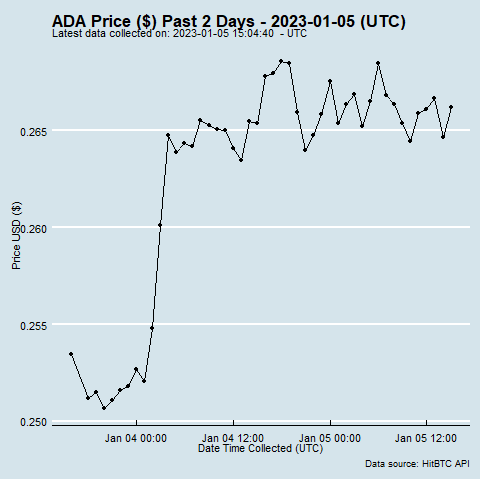 ADA Price ($) Past 2 Days - 2023-01-05 (UTC)
Latest data collected on: 2023-01-05 15:04:40 - UTC
0.265
0.260
0.255
0.250
Price USD ($)
Jan 04 00:00 Jan 04 12:00 Jan 05 00:00 Jan 05 12:00
Date Time Collected (UTC)
Data source: HitBTC API